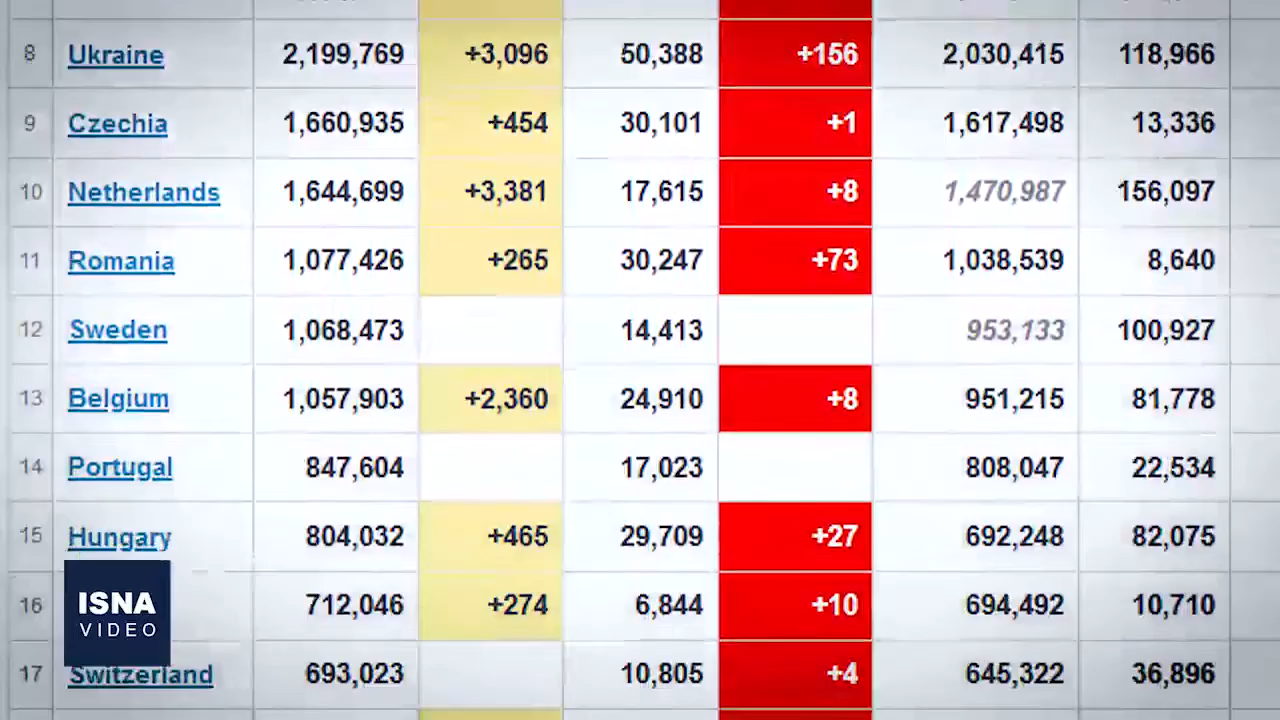 8 Ukraine 2,199,769 +3,096 50,388 +156 2,030,415 118,966
9 Czechia 1,660,935 +454 30,101 +1 1,617,498 13,336
10 Netherlands 1,644,699 +3,381 17,615 +8 1,470,987 156,097
11 Romania 1,077,426 +265 30,247 +73 1,038,539 8,640
12 Sweden 1,068,473 14,413 953,133 100,927
13 Belgium 1,057,903 +2,360 24,910 +8 951,215 81,778
14 Portugal 847,604 17,023 808,047 22,534
15 Hungary 804,032 +465 29,709 +27 692,248 82,075
16 712,046 +274 6,844 +10 694,492 10,710
17 Switzerland 693,023 10,805 +4 645,322 36,896
ISNA
VIDEO